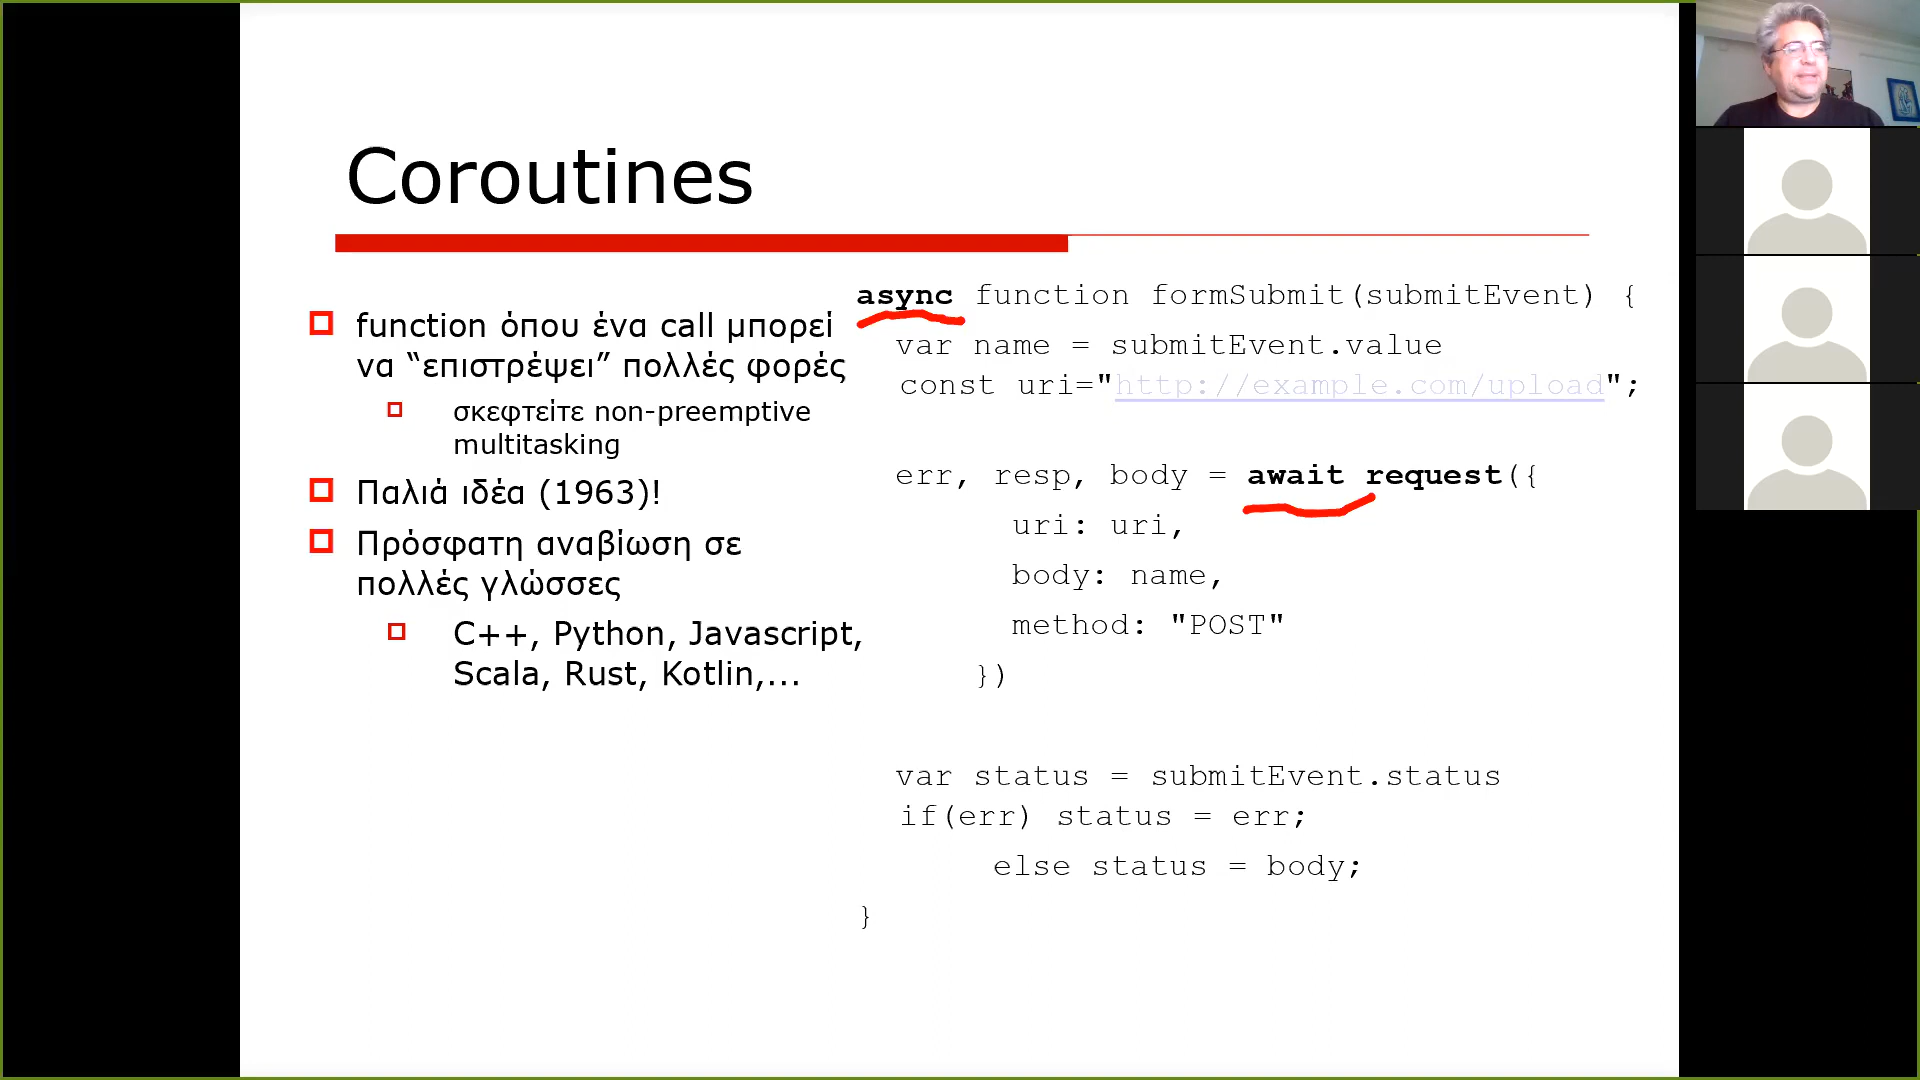 Coroutines
function όπου ένα call μπορεί
να “επιστρέψει” πολλές φορές
σκεφτείτε non-preemptive
multitasking
Παλιά ιδέα (1963)!
Πρόσφατη αναβίωση σε
πολλές γλώσσες
C++, Python, Javascript,
Scala, Rust, Kotlin,...
async function formSubmit(submitEvent) {
var name = submitEvent.value
const uri="http://example.com/upload";
err, resp, body = await request({
uri: uri,
body: name,
method: "POST"
})
var status = submitEvent.status
if(err) status = err;
else status = body;
}